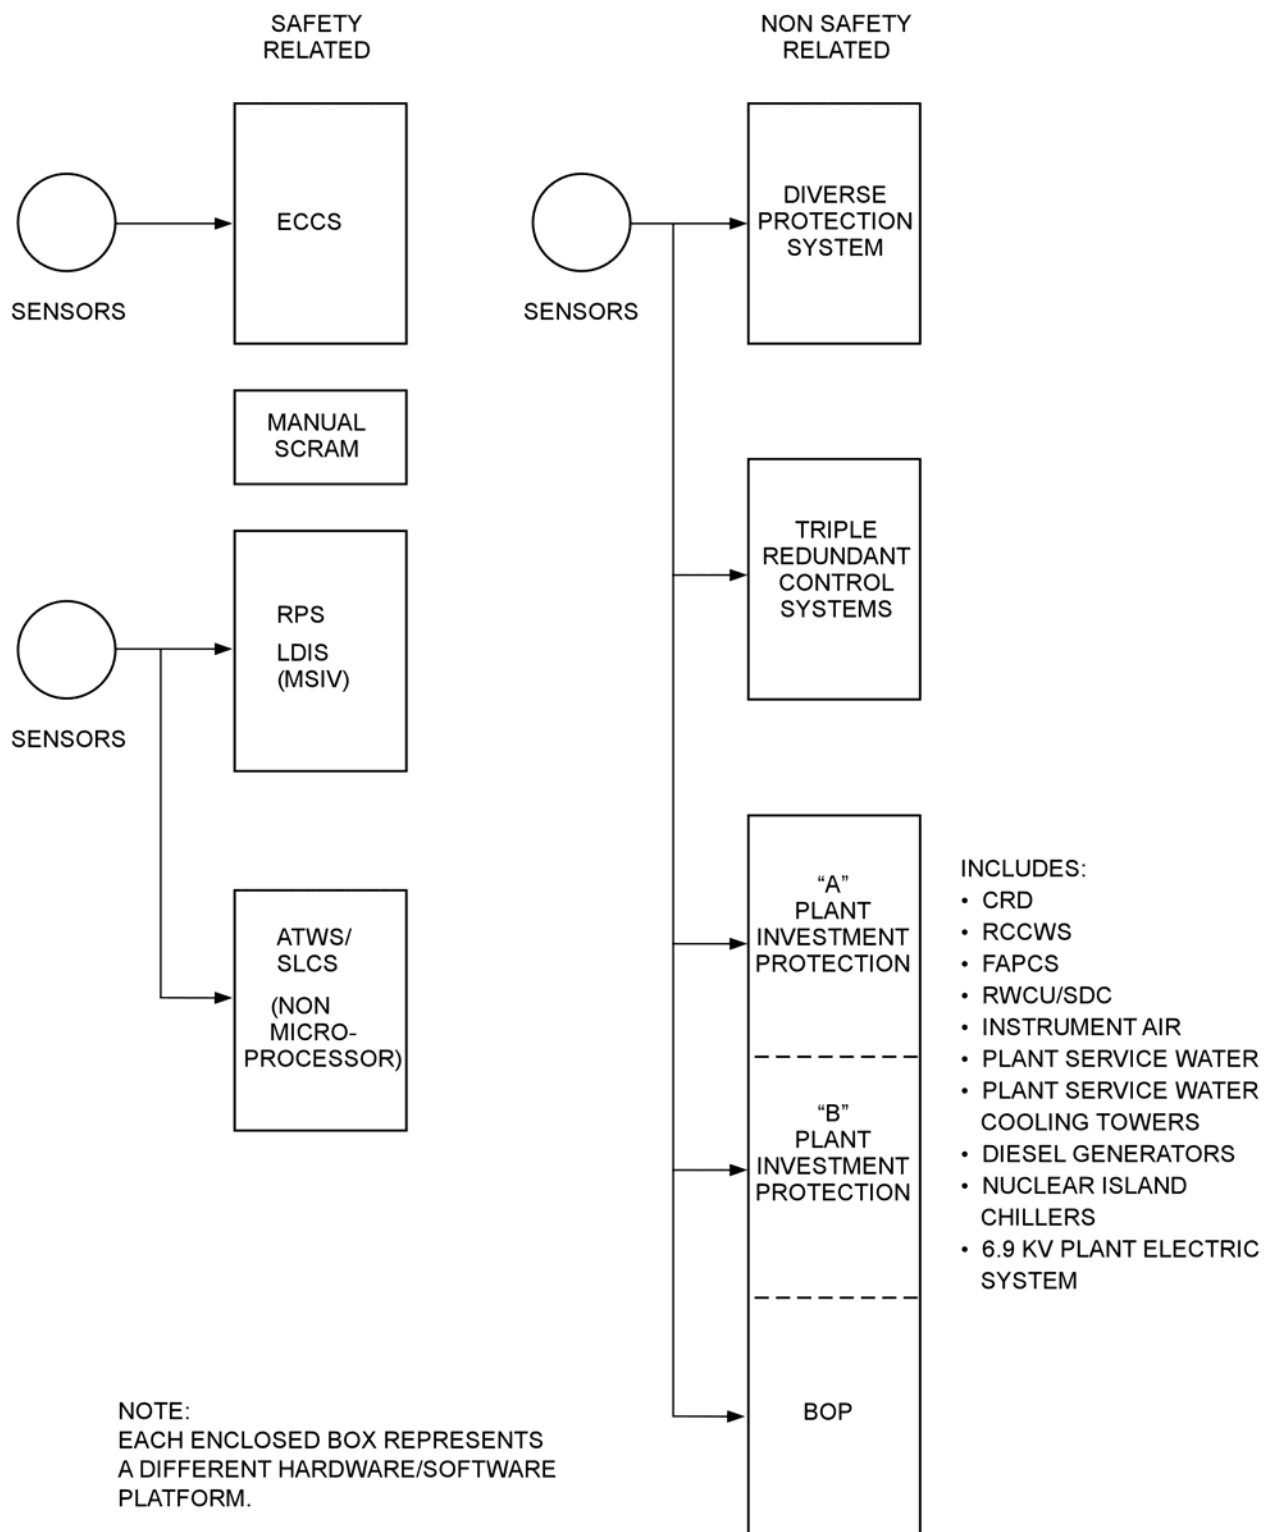 SAFETY
RELATED
NON SAFETY
RELATED
ECCS
SENSORS
MANUAL
SCRAM
RPS
LDIS
(MSIV)
SENSORS
ATWS/
SLCS
(NON
MICRO-
PROCESSOR)
DIVERSE
PROTECTION
SYSTEM
SENSORS
TRIPLE
REDUNDANT
CONTROL
SYSTEMS
“A”
PLANT
INVESTMENT
PROTECTION
“B”
PLANT
INVESTMENT
PROTECTION
BOP
INCLUDES:
• CRD
• RCCWS
• FAPCS
• RWCU/SDC
• INSTRUMENT AIR
• PLANT SERVICE WATER
• PLANT SERVICE WATER
COOLING TOWERS
• DIESEL GENERATORS
• NUCLEAR ISLAND
CHILLERS
• 6.9 KV PLANT ELECTRIC
SYSTEM
NOTE:
EACH ENCLOSED BOX REPRESENTS
A DIFFERENT HARDWARE/SOFTWARE
PLATFORM.